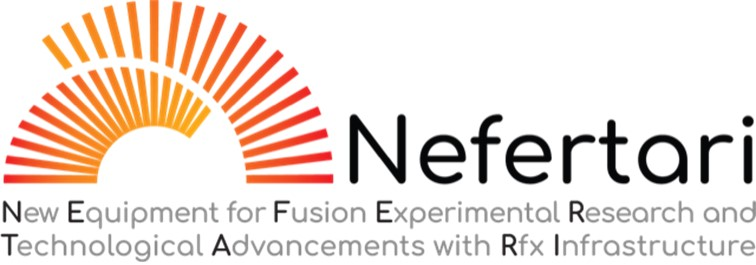 Nefertari
New Equipment for Fusion Experimental Research and
Technological Advancements with Rfx Infrastructure